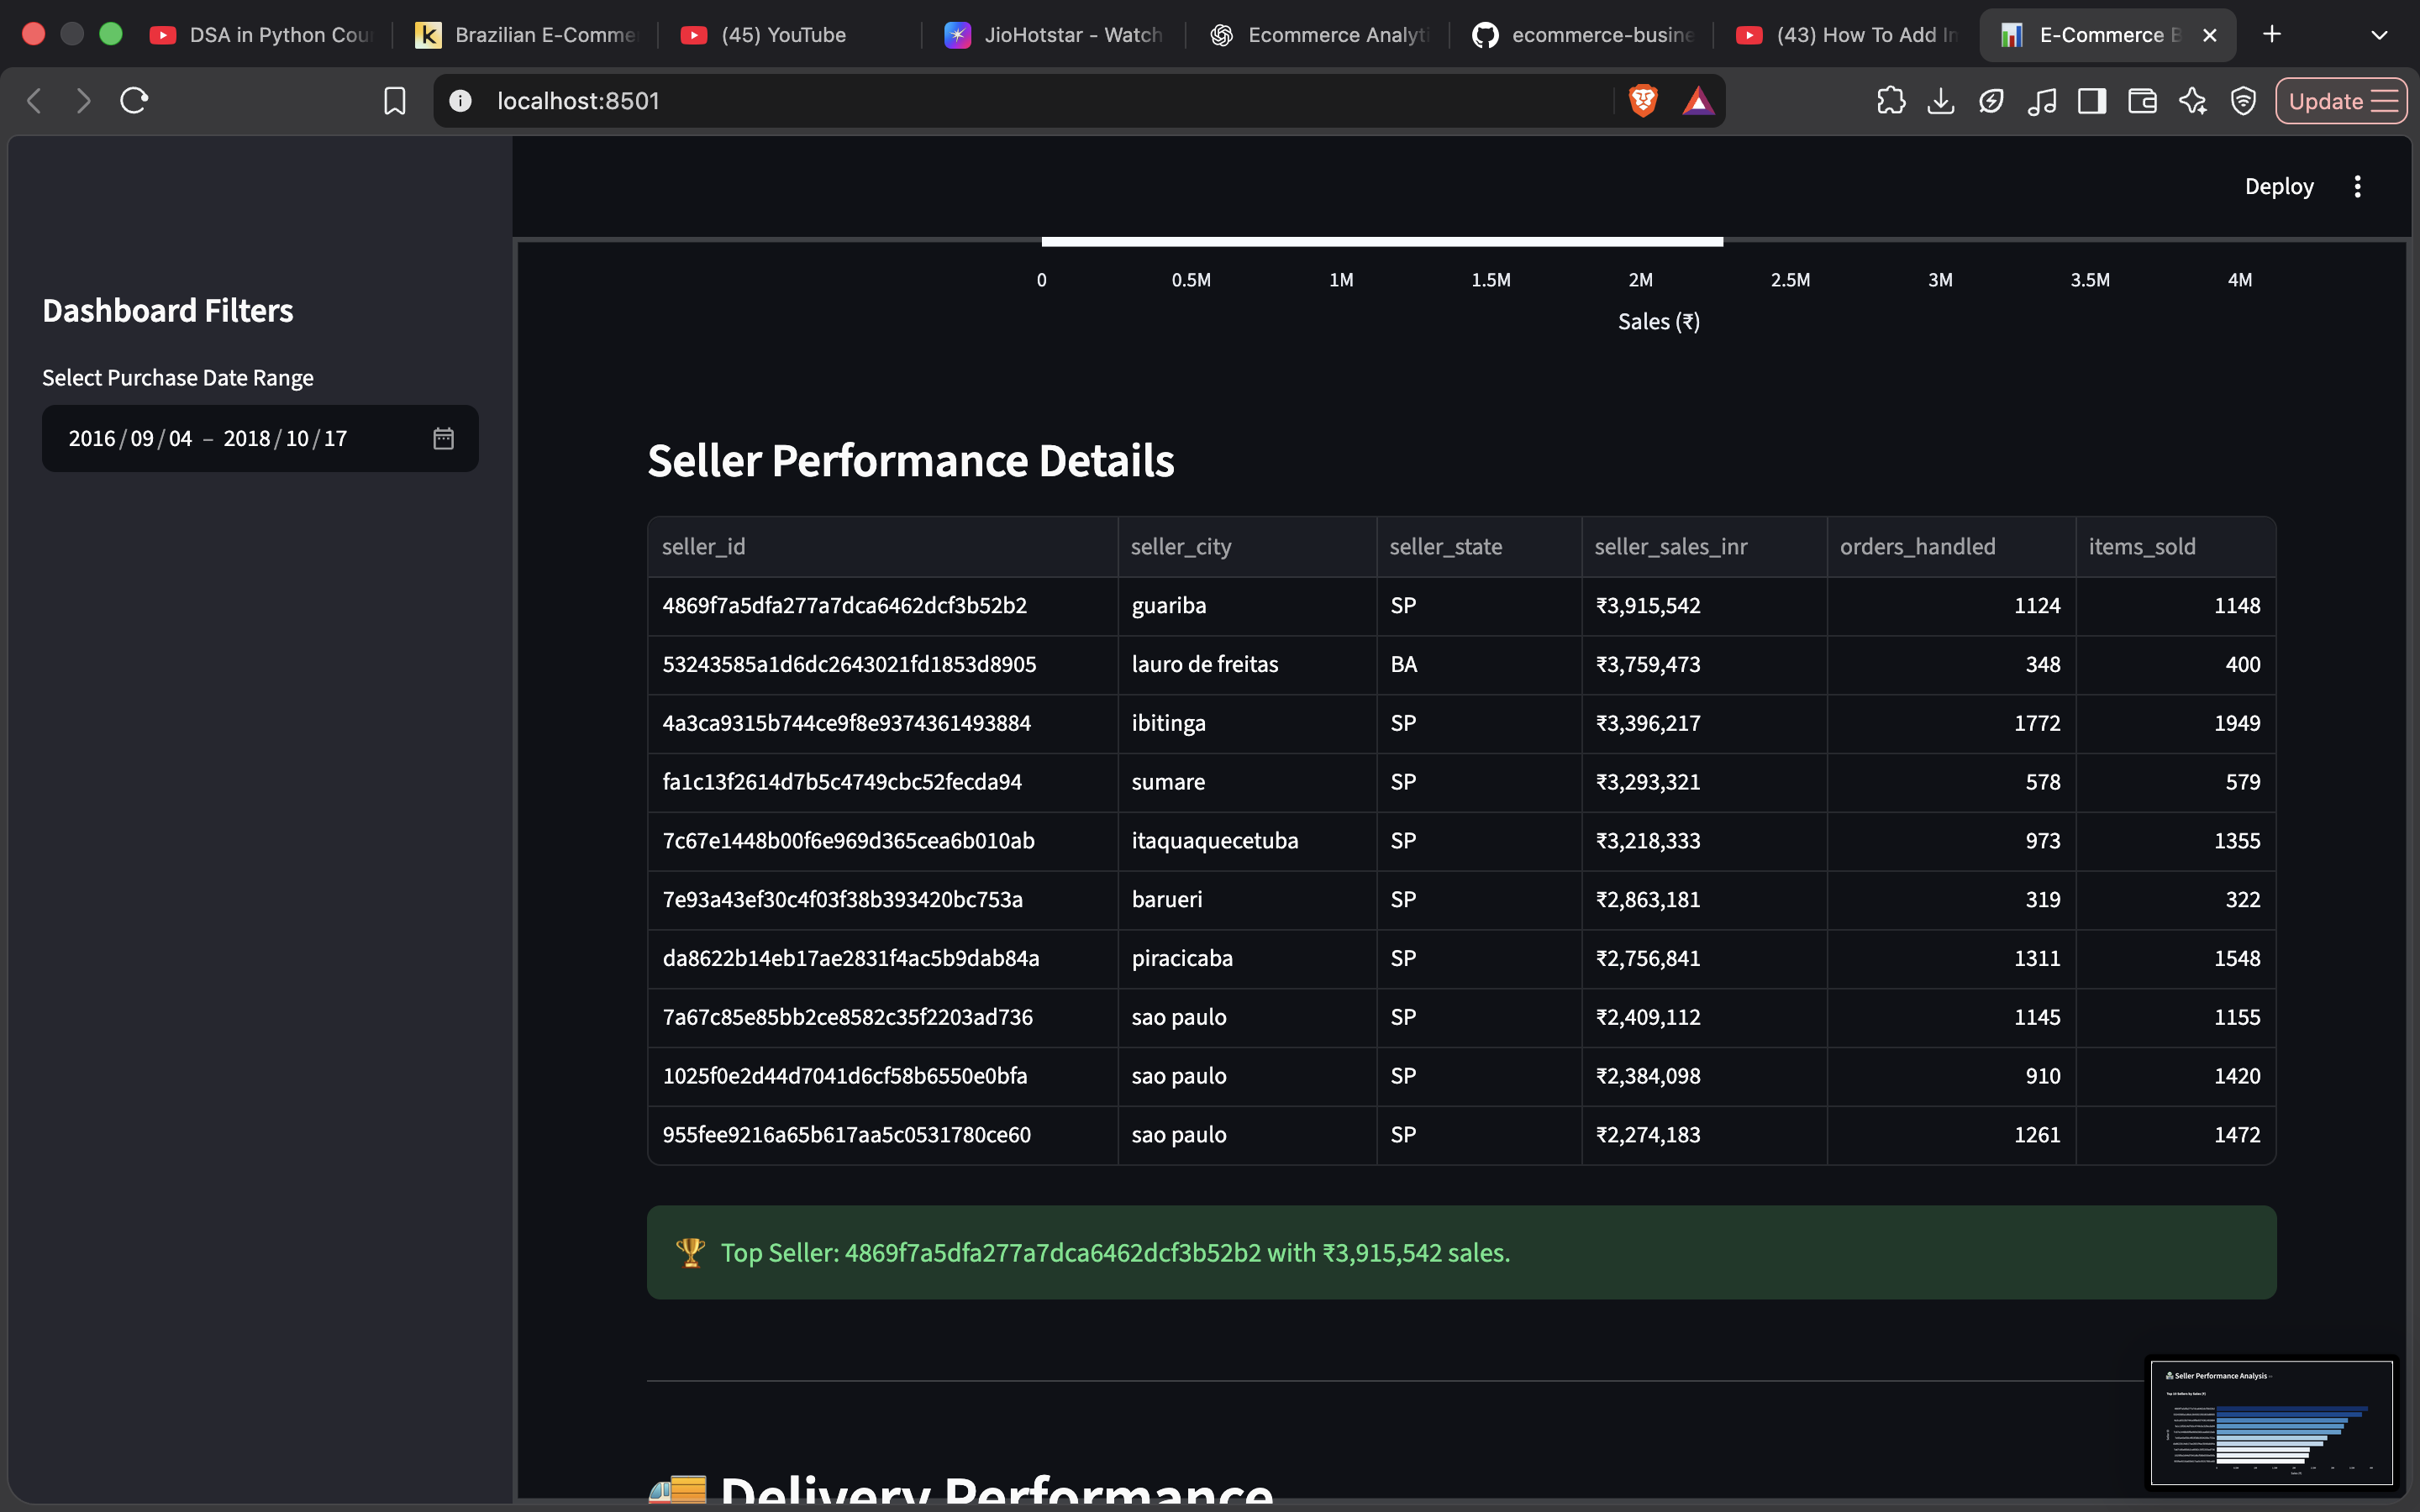 DSA in Python Cou
Brazilian E-Comme
(45) YouTube
JioHotstar - Watch
Ecommerce Analyti
ecommerce-busine
(43) How To Add In
E-Commerce B
localhost:8501
Update
Deploy
Dashboard Filters
Select Purchase Date Range
2016/09/04 – 2018/10/17
0 0.5M 1M 1.5M 2M 2.5M 3M 3.5M 4M
Sales (₹)
Seller Performance Details
seller_id seller_city seller_state seller_sales_inr orders_handled items_sold
4869f7a5dfa277a7dca6462dcf3b52b2 guariba SP ₹3,915,542 1124 1148
53243585a1d6dc2643021fd1853d8905 lauro de freitas BA ₹3,759,473 348 400
4a3ca9315b744ce9f8e9374361493884 ibitinga SP ₹3,396,217 1772 1949
fa1c13f2614d7b5c4749cbc52fecda94 sumare SP ₹3,293,321 578 579
7c67e1448b00f6e969d365cea6b010ab itaquaquecetuba SP ₹3,218,333 973 1355
7e93a43ef30c4f03f38b393420bc753a barueri SP ₹2,863,181 319 322
da8622b14eb17ae2831f4ac5b9dab84a piracicaba SP ₹2,756,841 1311 1548
7a67c85e85bb2ce8582c35f2203ad736 sao paulo SP ₹2,409,112 1145 1155
1025f0e2d44d7041d6cf58b6550e0bfa sao paulo SP ₹2,384,098 910 1420
955fee9216a65b617aa5c0531780ce60 sao paulo SP ₹2,274,183 1261 1472
🏆 Top Seller: 4869f7a5dfa277a7dca6462dcf3b52b2 with ₹3,915,542 sales.
Seller Performance Analysis
🚚 Delivery Performance